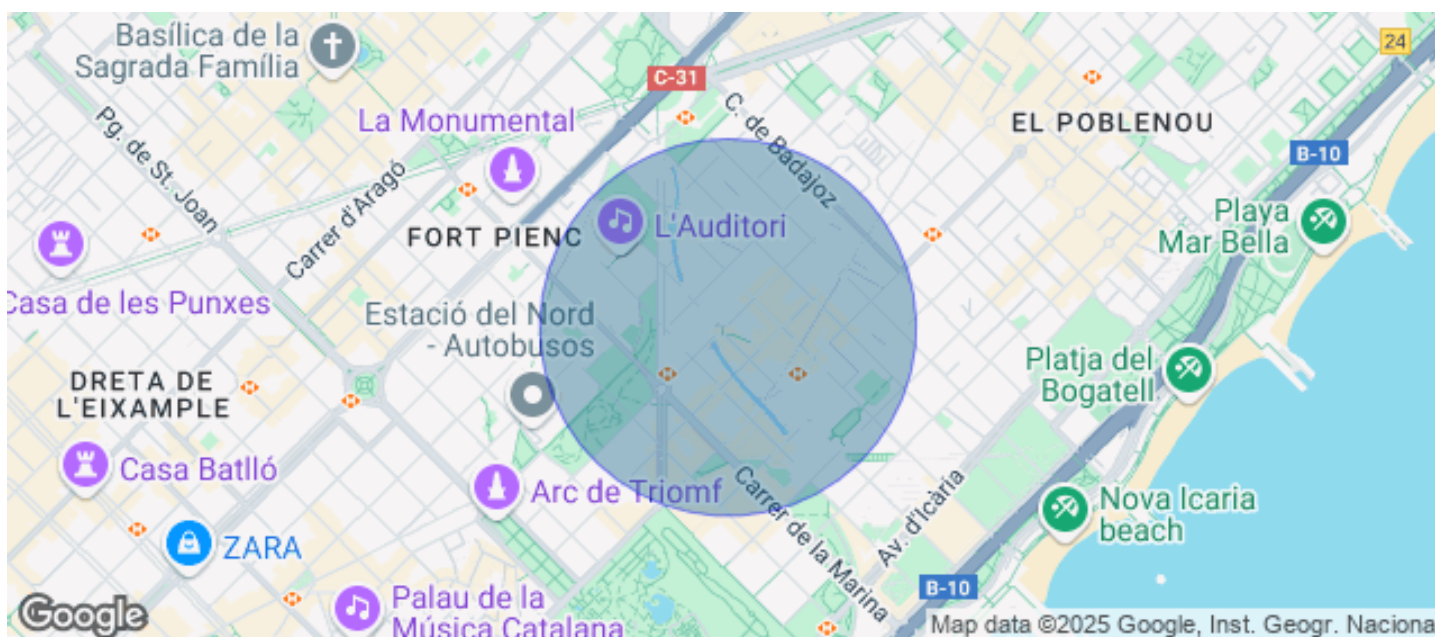 Basílica de la
Sagrada Família
C-31
24
La Monumental
C. de Badajoz
EL POBLENOU
B-10
Pg. de St. Joan
Carrer d'Aragó
L'Auditori
FORT PIENC
Playa
Mar Bella
Casa de les Punxes
Estació del Nord
- Autobusos
Platja del
Bogatell
DRETA DE
L'EIXAMPLE
Casa Batlló
Arc de Triomf
Carrer de la Marina
Av. d'Icària
Nova Icaria
beach
ZARA
B-10
Palau de la
Música Catalana
Google
Map data ©2025 Google, Inst. Geogr. Naciona